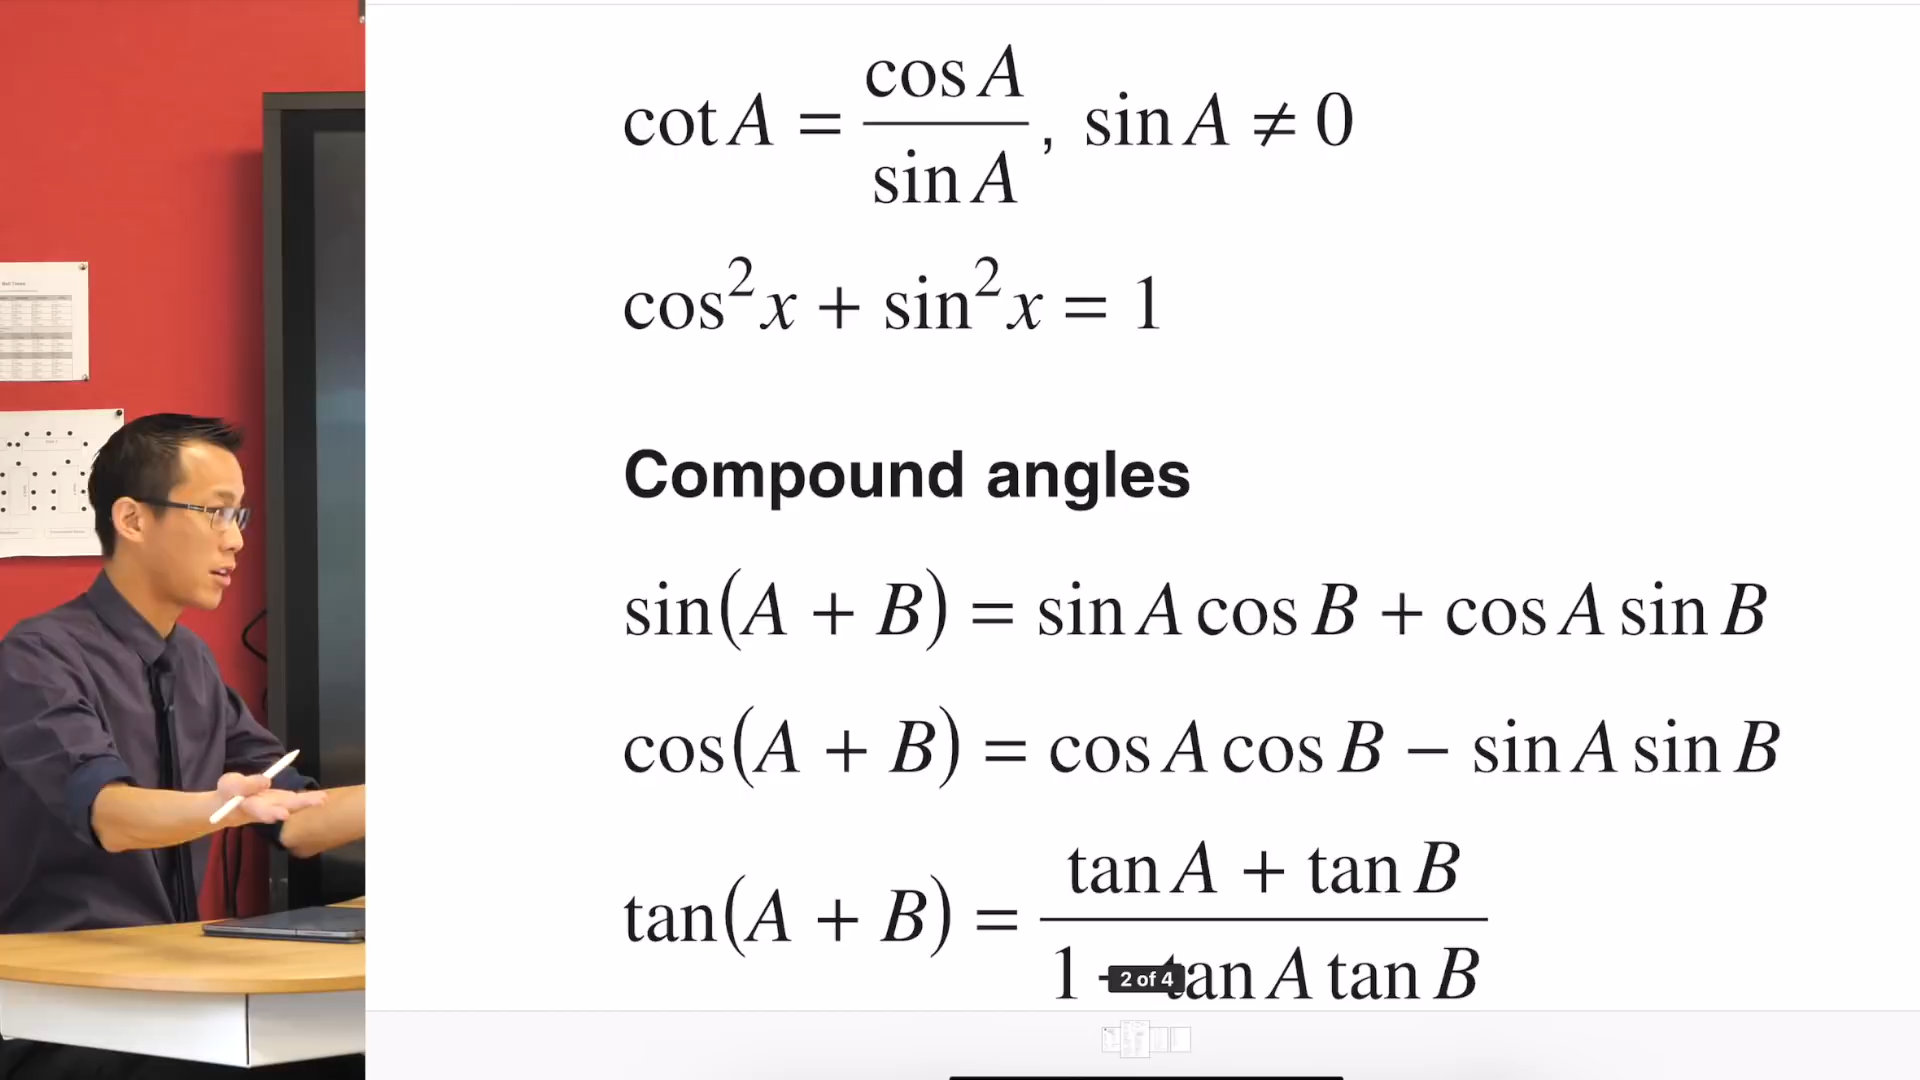 cot A = cos A / sin A , sin A ≠ 0
cos²x + sin²x = 1
Compound angles
sin(A + B) = sin A cos B + cos A sin B
cos(A + B) = cos A cos B − sin A sin B
tan(A + B) = tan A + tan B / 1 − tan A tan B
2 of 4